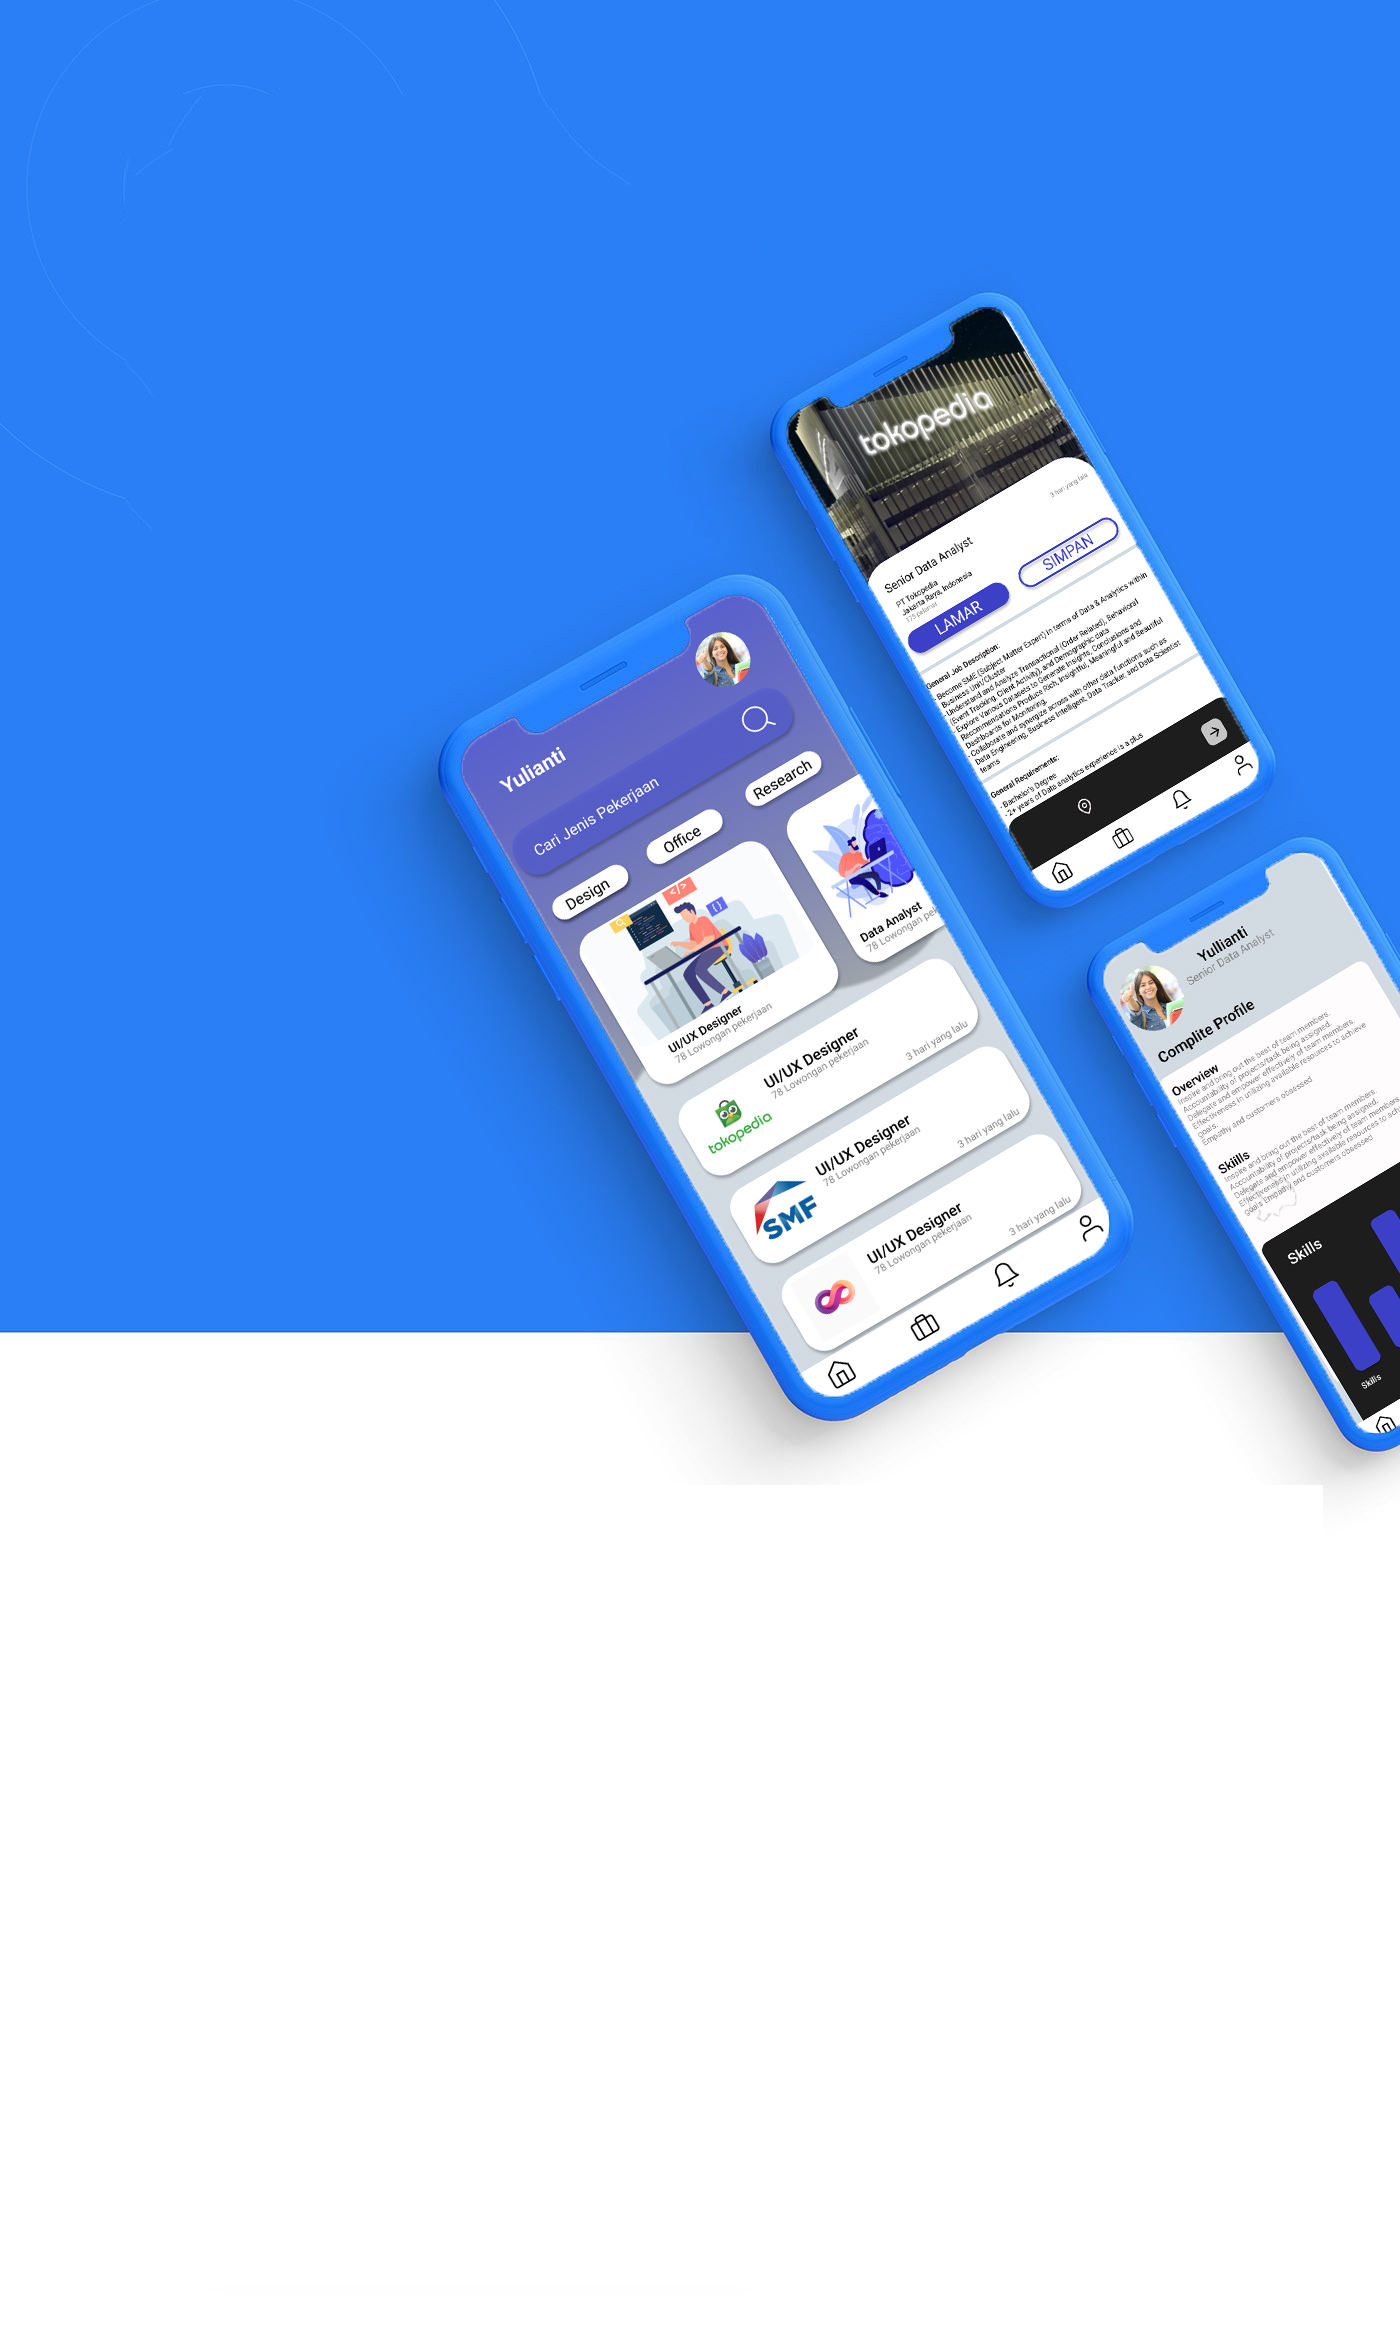 Yulianti
Cari Jenis Pekerjaan
Design
Office
Research
UI/UX Designer
78 Lowongan pekerjaan
Data Analyst
78 Lowongan
tokopedia
UI/UX Designer
78 Lowongan pekerjaan
3 hari yang lalu
SMF
UI/UX Designer
78 Lowongan pekerjaan
3 hari yang lalu
UI/UX Designer
78 Lowongan pekerjaan
3 hari yang lalu
tokopedia
3 hari yang lalu
Senior Data Analyst
PT Tokopedia
Jakarta Raya, Indonesia
175 pelamar
LAMAR
SIMPAN
General Job Description:
- Become SME (Subject Matter Expert) in terms of Data & Analytics within
Business Unit/Cluster
- Understand and Analyze Transactional (Order Related), Behavioral
(Event Tracking, Client Activity), and Demographic data
- Explore Various Datasets to Generate Insights, Conclusions and
Recommendations Produce Rich, Insightful, Meaningful and Beautiful
Dashboards for Monitoring,
- Collaborate and synergize across with other data functions such as
Data Engineering, Business Intelligent, Data Tracker, and Data Scientist
teams
General Requirements:
- Bachelor's Degree
- 2+ years of Data analytics experience is a plus
Yullianti
Senior Data Analyst
Complite Profile
Overview
Inspire and bring out the best of team members.
Accountability of projects/task being assigned.
Delegate and empower effectively of team members.
Effectiveness in utilizing available resources to achieve
goals.
Empathy and customers obsessed
Skiills
Inspire and bring out the best of team members.
Accountability of projects/task being assigned.
Delegate and empower effectively of team members.
Effectiveness in utilizing available resources to
goals Empathy and customers obsessed
Skills
Skills